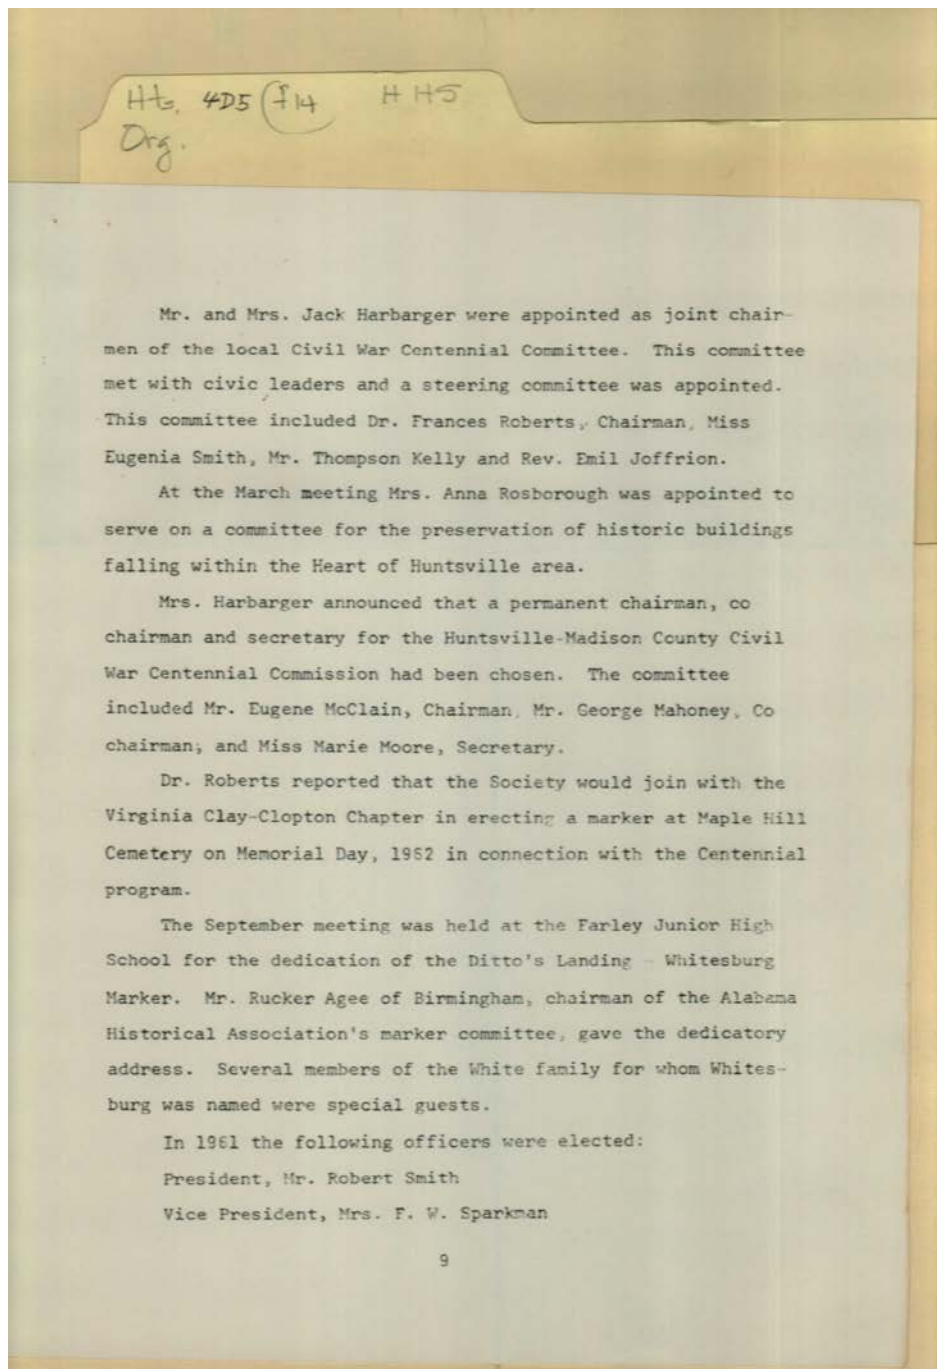 Hts. 4D5 f14 HHS
Org.
Mr. and Mrs. Jack Harbarger were appointed as joint chair-
men of the local Civil War Centennial Committee. This committee
met with civic leaders and a steering committee was appointed.
This committee included Dr. Frances Roberts, Chairman, Miss
Eugenia Smith, Mr. Thompson Kelly and Rev. Emil Joffrion.
At the March meeting Mrs. Anna Rosborough was appointed to
serve on a committee for the preservation of historic buildings
falling within the Heart of Huntsville area.
Mrs. Harbarger announced that a permanent chairman, co
chairman and secretary for the Huntsville-Madison County Civil
War Centennial Commission had been chosen. The committee
included Mr. Eugene McClain, Chairman, Mr. George Mahoney, Co
chairman; and Miss Marie Moore, Secretary.
Dr. Roberts reported that the Society would join with the
Virginia Clay-Clopton Chapter in erecting a marker at Maple Hill
Cemetery on Memorial Day, 1962 in connection with the Centennial
program.
The September meeting was held at the Farley Junior High
School for the dedication of the Ditto's Landing - Whitesburg
Marker. Mr. Rucker Agee of Birmingham, chairman of the Alabama
Historical Association's marker committee, gave the dedicatory
address. Several members of the White family for whom Whites-
burg was named were special guests.
In 1961 the following officers were elected:
President, Mr. Robert Smith
Vice President, Mrs. F. W. Sparkman
9